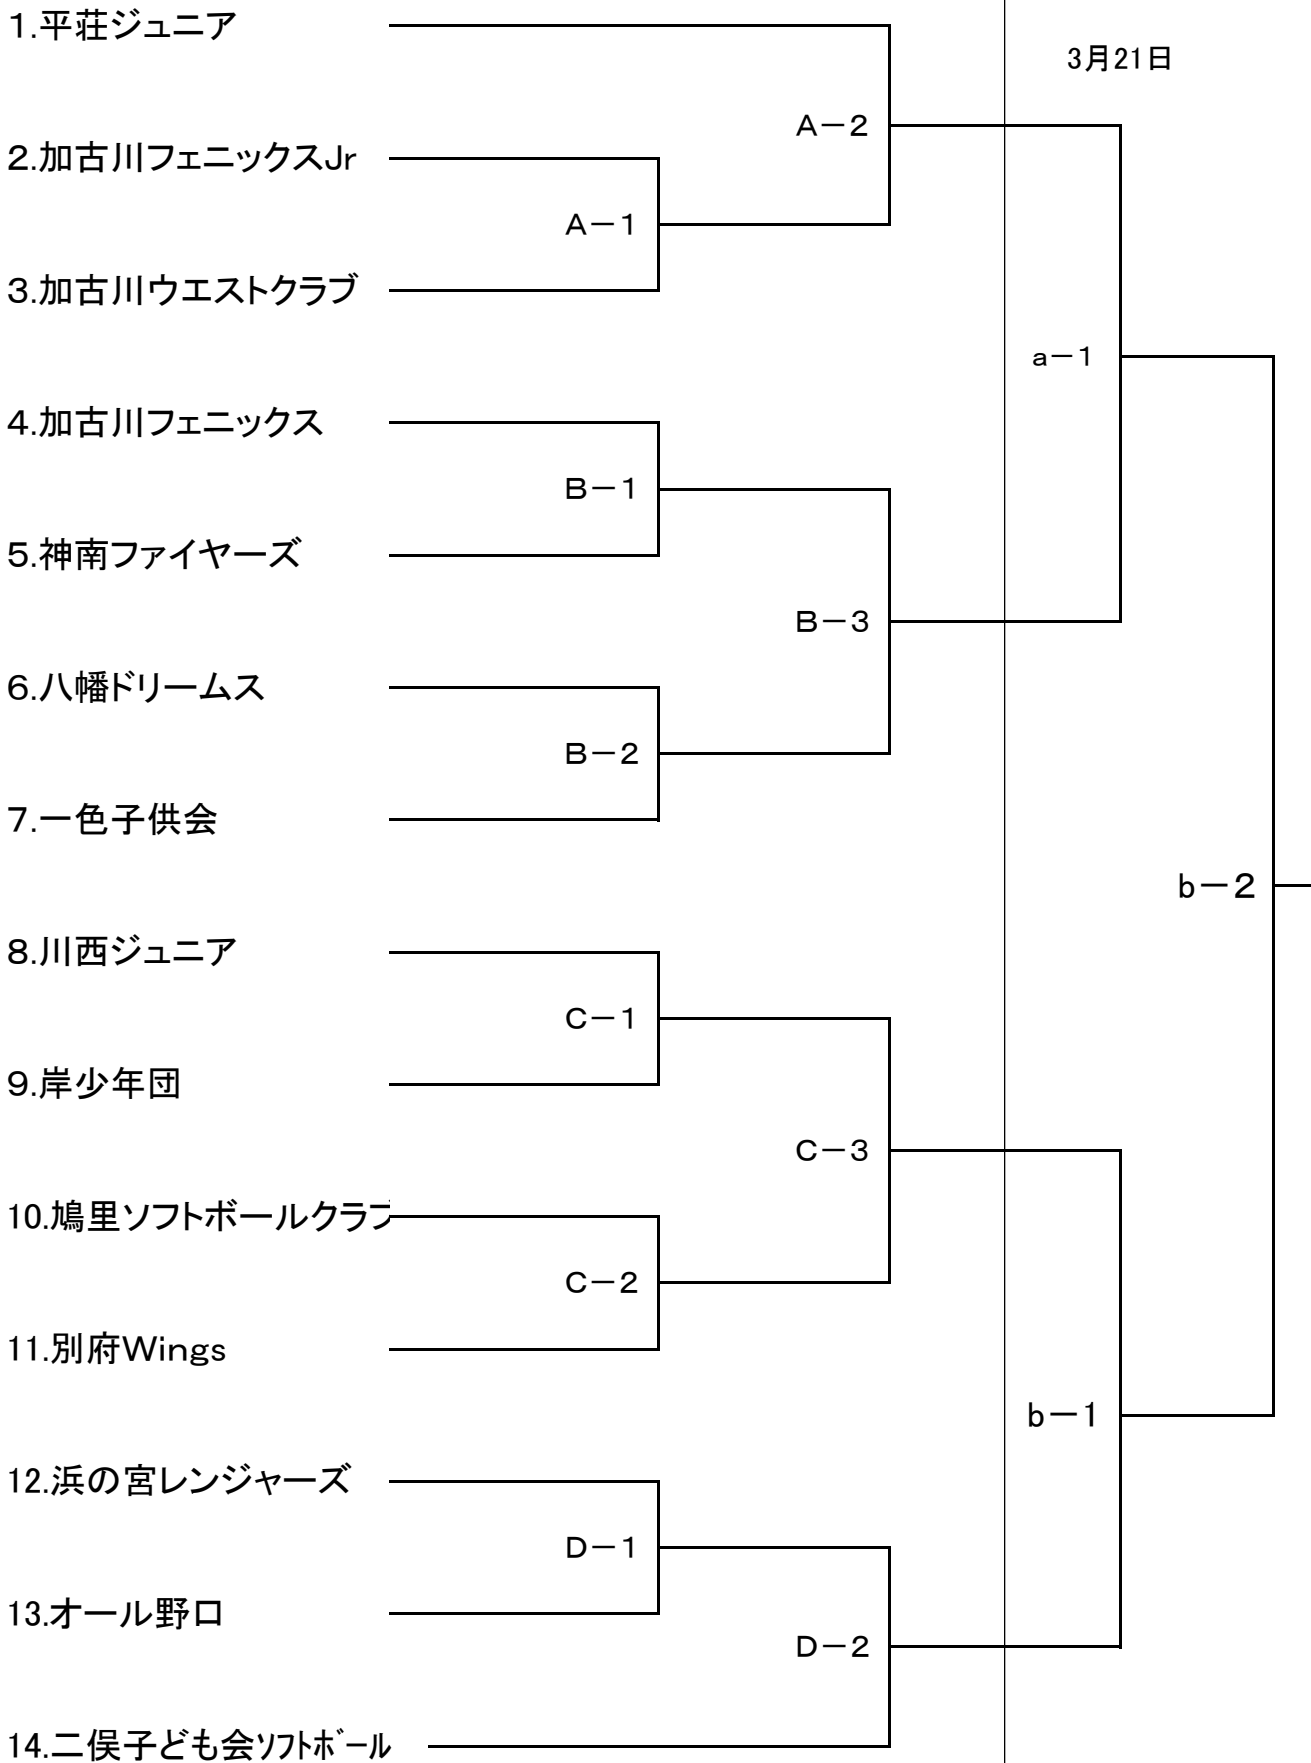 1.平荘ジュニア
3月21日
A－2
2.加古川フェニックスJr
A－1
3.加古川ウエストクラブ
a－1
4.加古川フェニックス
B－1
5.神南ファイヤーズ
B－3
6.八幡ドリームス
B－2
7.一色子供会
b－2
8.川西ジュニア
C－1
9.岸少年団
C－3
10.鳩里ソフトボールクラブ
C－2
11.別府Wings
b－1
12.浜の宮レンジャーズ
D－1
13.オール野口
D－2
14.二俣子ども会ｿﾌﾄﾎﾞｰﾙ